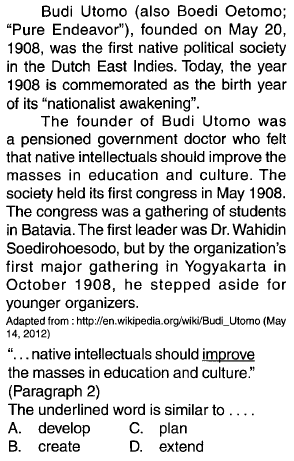 Budi Utomo (also Boedi Oetomo;
"Pure Endeavor"), founded on May 20,
1908, was the first native political society
in the Dutch East Indies. Today, the year
1908 is commemorated as the birth year
of its "nationalist awakening".
The founder of Budi Utomo was
a pensioned government doctor who felt
that native intellectuals should improve the
masses in education and culture. The
society held its first congress in May 1908.
The congress was a gathering of students
in Batavia. The first leader was Dr. Wahidin
Soedirohoesodo, but by the organization's
first major gathering in Yogyakarta in
October 1908, he stepped aside for
younger organizers.
Adapted from : http://en.wikipedia.org/wiki/Budi_Utomo (May
14, 2012)
"...native intellectuals should improve
the masses in education and culture."
(Paragraph 2)
The underlined word is similar to ....
A. develop C. plan
B. create D. extend